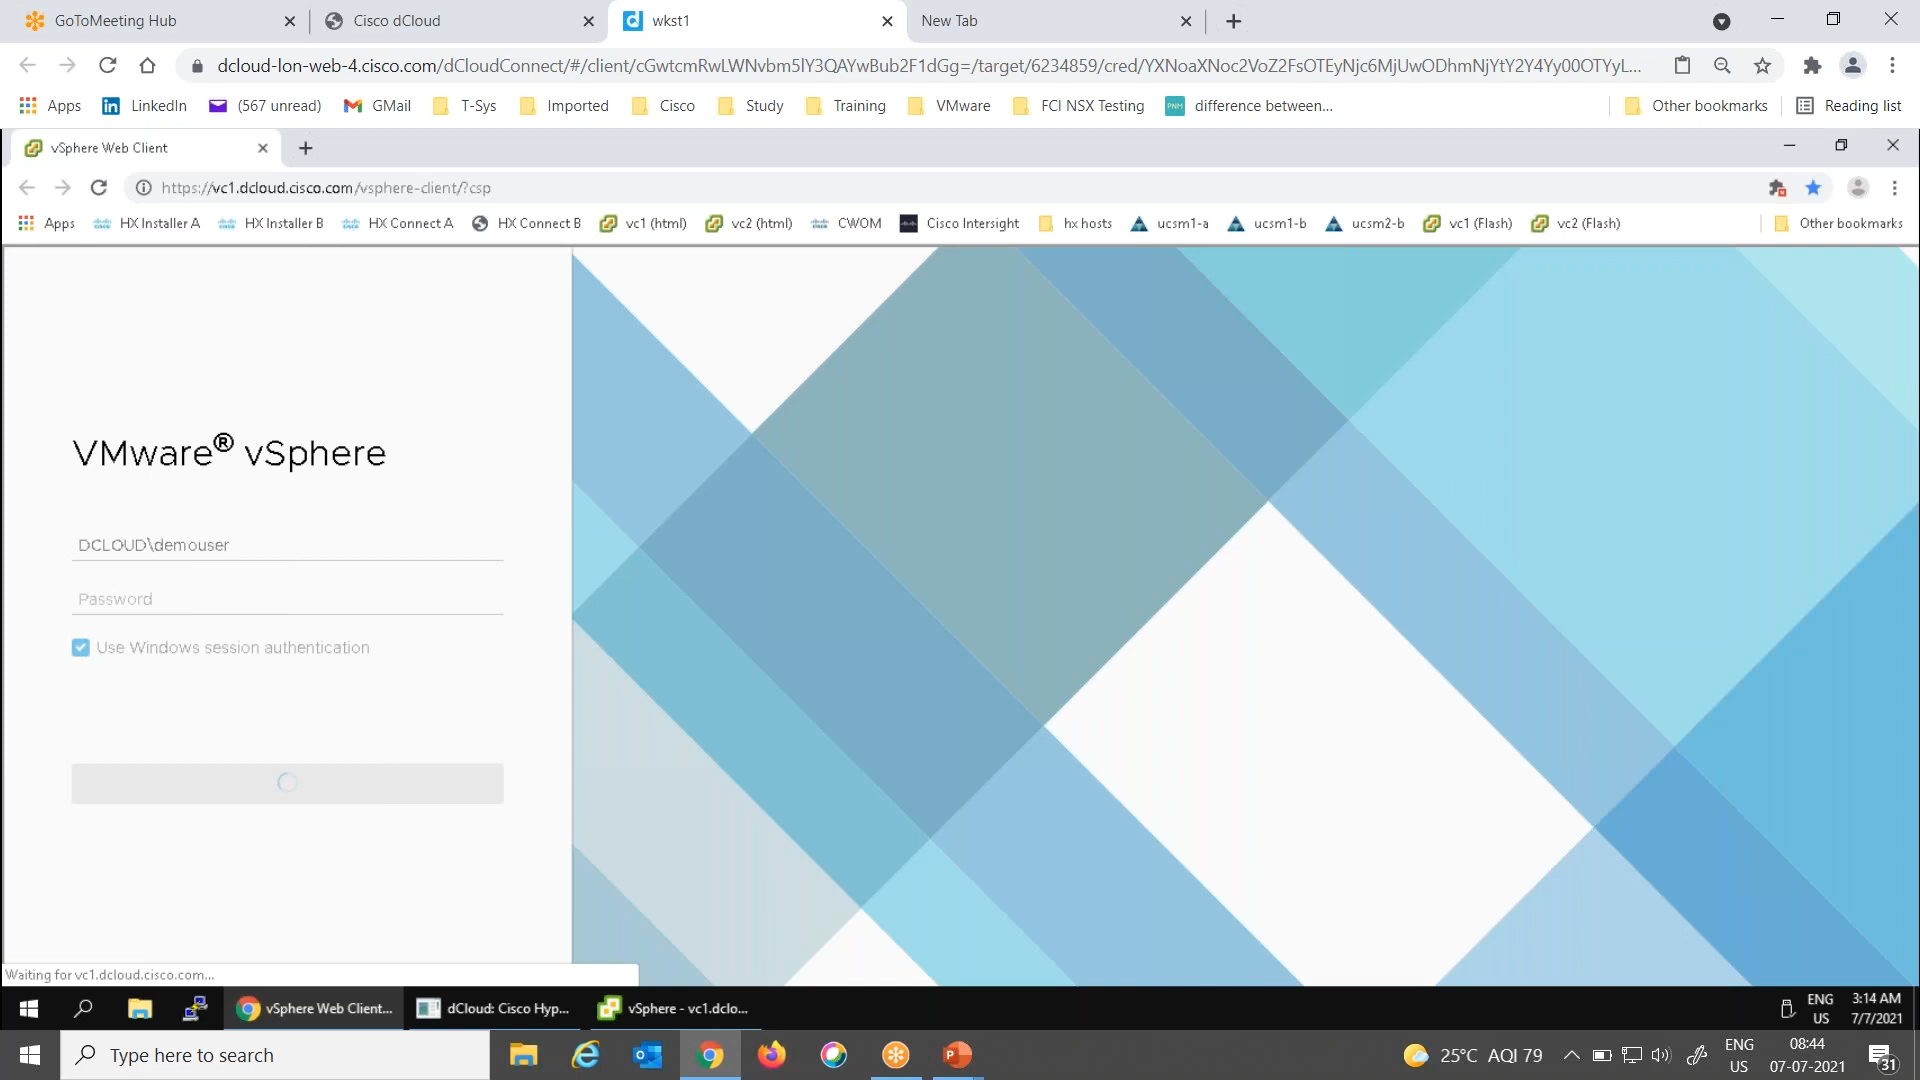 GoToMeeting Hub
Cisco dCloud
wkst1
New Tab
dcloud-lon-web-4.cisco.com/dCloudConnect/#/client/cGwtcmRwLWNvbm5lY3QAYwBub2F1dGg=/target/6234859/cred/YXNoaXNoc2VoZ2FsOTEyNjc6MjUwODhmNjYtY2Y4Yy00OTYyL...
Apps
LinkedIn
(567 unread)
GMail
T-Sys
Imported
Cisco
Study
Training
VMware
FCI NSX Testing
PNM
difference between...
Other bookmarks
Reading list
vSphere Web Client
https://vc1.dcloud.cisco.com/vsphere-client/?csp
Apps
HX Installer A
HX Installer B
HX Connect A
HX Connect B
vc1 (html)
vc2 (html)
CWOM
Cisco Intersight
hx hosts
ucsm1-a
ucsm1-b
ucsm2-b
vc1 (Flash)
vc2 (Flash)
Other bookmarks
VMware® vSphere
DCLOUD\demouser
Password
Use Windows session authentication
Waiting for vc1.dcloud.cisco.com...
vSphere Web Client...
dCloud: Cisco Hyp...
vSphere - vc1.dclo...
ENG
US
3:14 AM
7/7/2021
Type here to search
25°C AQI 79
ENG
US
08:44
07-07-2021
31